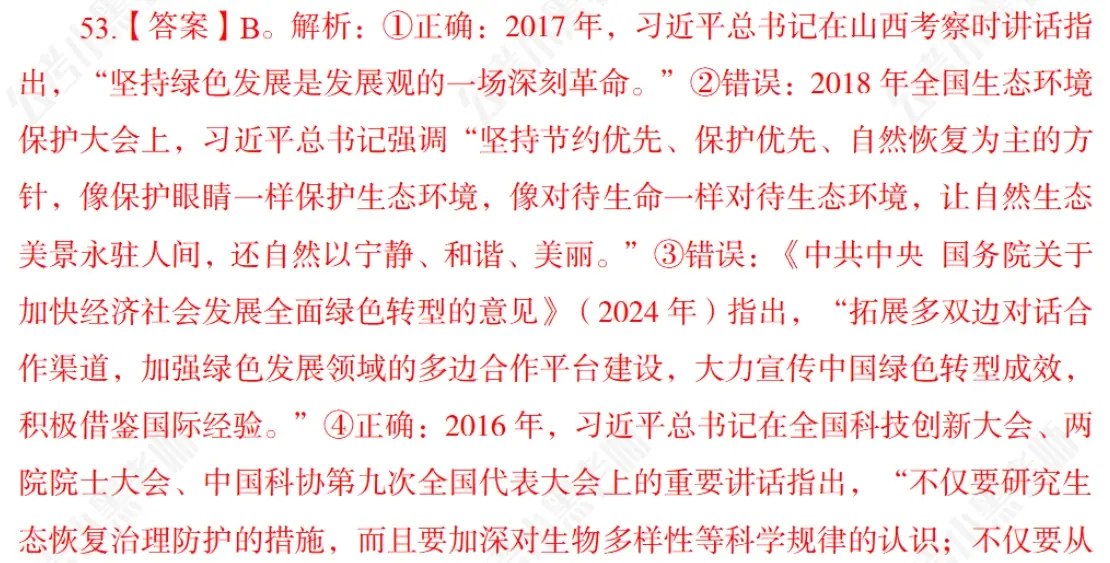 53.【答案】B。解析：①正确：2017 年，习近平总书记在山西考察时讲话指
出，“坚持绿色发展是发展观的一场深刻革命。”②错误：2018 年全国生态环境
保护大会上，习近平总书记强调“坚持节约优先、保护优先、自然恢复为主的方
针，像保护眼睛一样保护生态环境，像对待生命一样对待生态环境，让自然生态
美景永驻人间，还自然以宁静、和谐、美丽。”③错误：《中共中央 国务院关于
加快经济社会发展全面绿色转型的意见》（2024 年）指出，“拓展多双边对话合
作渠道，加强绿色发展领域的多边合作平台建设，大力宣传中国绿色转型成效，
积极借鉴国际经验。”④正确：2016 年，习近平总书记在全国科技创新大会、两
院院士大会、中国科协第九次全国代表大会上的重要讲话指出，“不仅要研究生
态恢复治理防护的措施，而且要加深对生物多样性等科学规律的认识；不仅要从